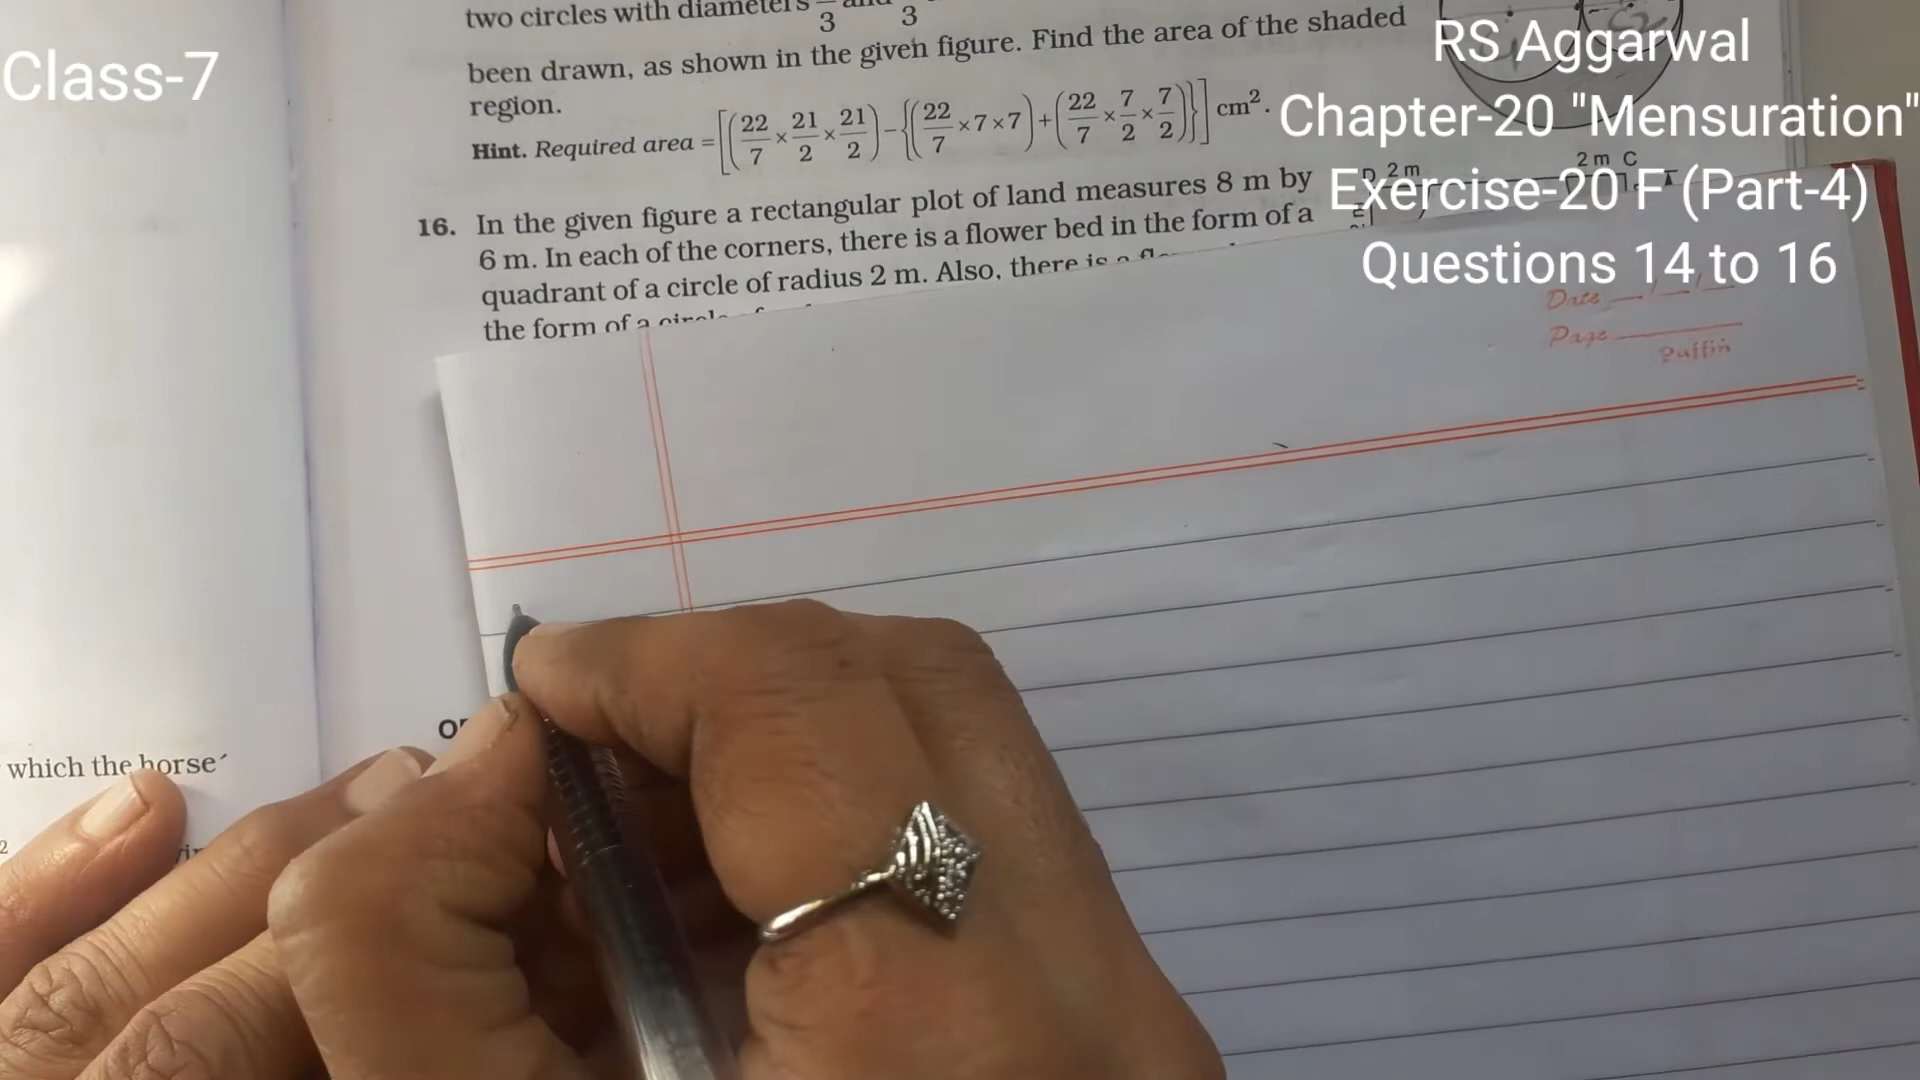 Class-7
RS Aggarwal
Chapter-20 "Mensuration"
Exercise-20 F (Part-4)
Questions 14 to 16
two circles with diameters
been drawn, as shown in the given figure. Find the area of the shaded
region.
Hint. Required area = [(22/7 × 21/2 × 21/2) − {(22/7 × 7 × 7) + (22/7 × 7/2 × 7/2)}] cm².
16. In the given figure a rectangular plot of land measures 8 m by
6 m. In each of the corners, there is a flower bed in the form of a
quadrant of a circle of radius 2 m. Also, there is a
the form of a
D 2 m
2 m C
Date
Page
Puffin
which the horse